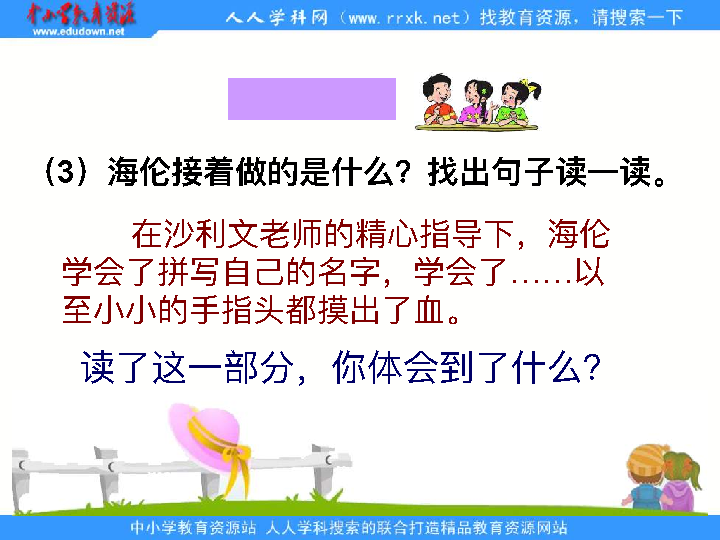 中小学教育资源
www.edudown.net
人人学科网（www.rrxk.net）找教育资源，请搜索一下
（3）海伦接着做的是什么？找出句子读一读。
在沙利文老师的精心指导下，海伦
学会了拼写自己的名字，学会了……以
至小小的手指头都摸出了血。
读了这一部分，你体会到了什么？
中小学教育资源站 人人学科搜索的联合打造精品教育资源网站